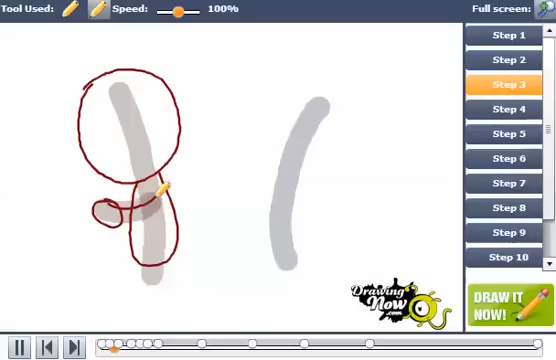 Tool Used: Speed: 100% Full screen:
Step 1
Step 2
Step 3
Step 4
Step 5
Step 6
Step 7
Step 8
Step 9
Step 10
Drawing
Now
.com
DRAW IT
NOW!